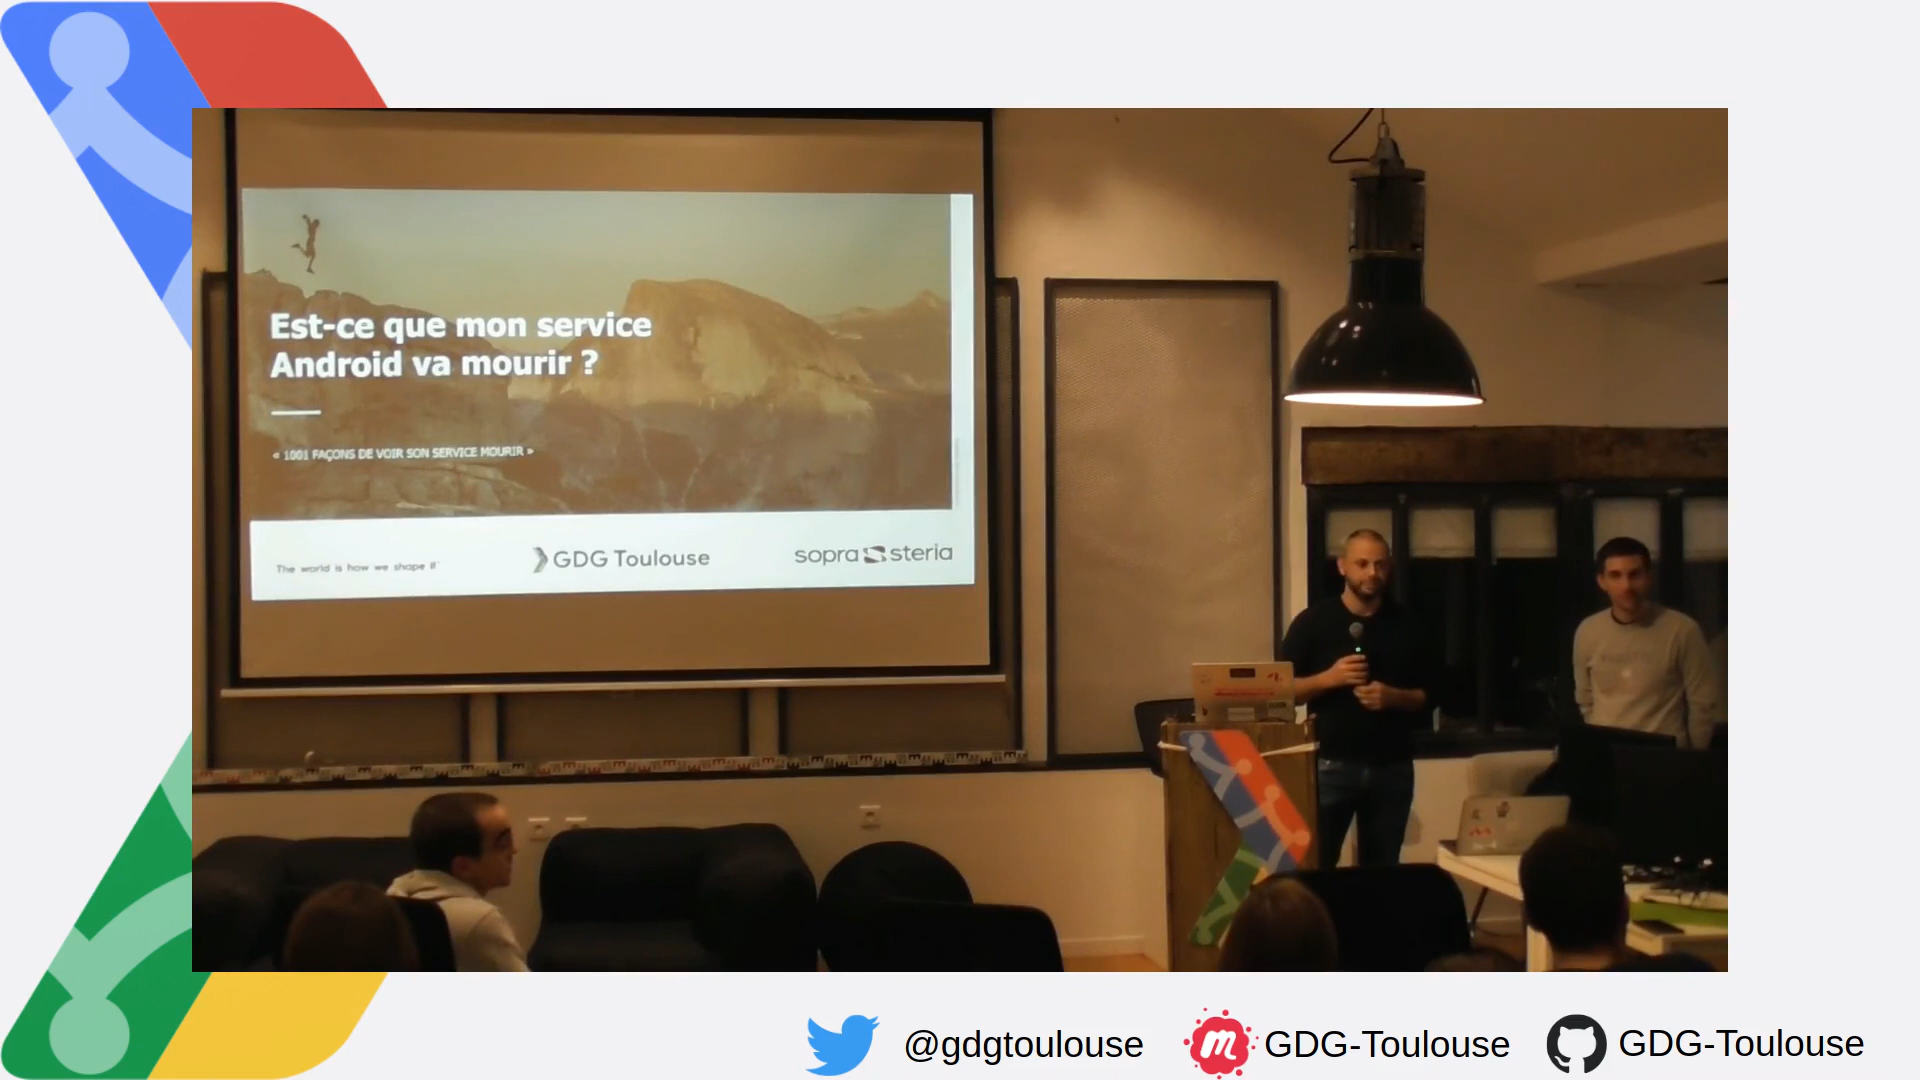 Est-ce que mon service
Android va mourir ?
« 1001 FAÇONS DE VOIR SON SERVICE MOURIR »
The world is how we shape it
GDG Toulouse
sopra steria
@gdgtoulouse
GDG-Toulouse
GDG-Toulouse